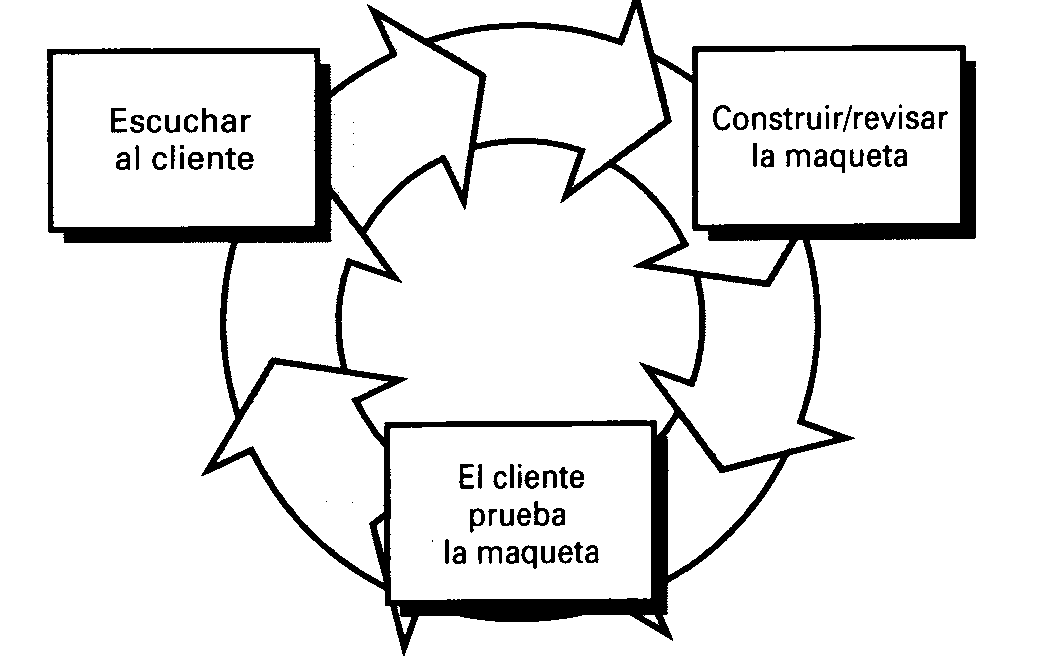 Escuchar
al cliente
Construir/revisar
la maqueta
El cliente
prueba
la maqueta